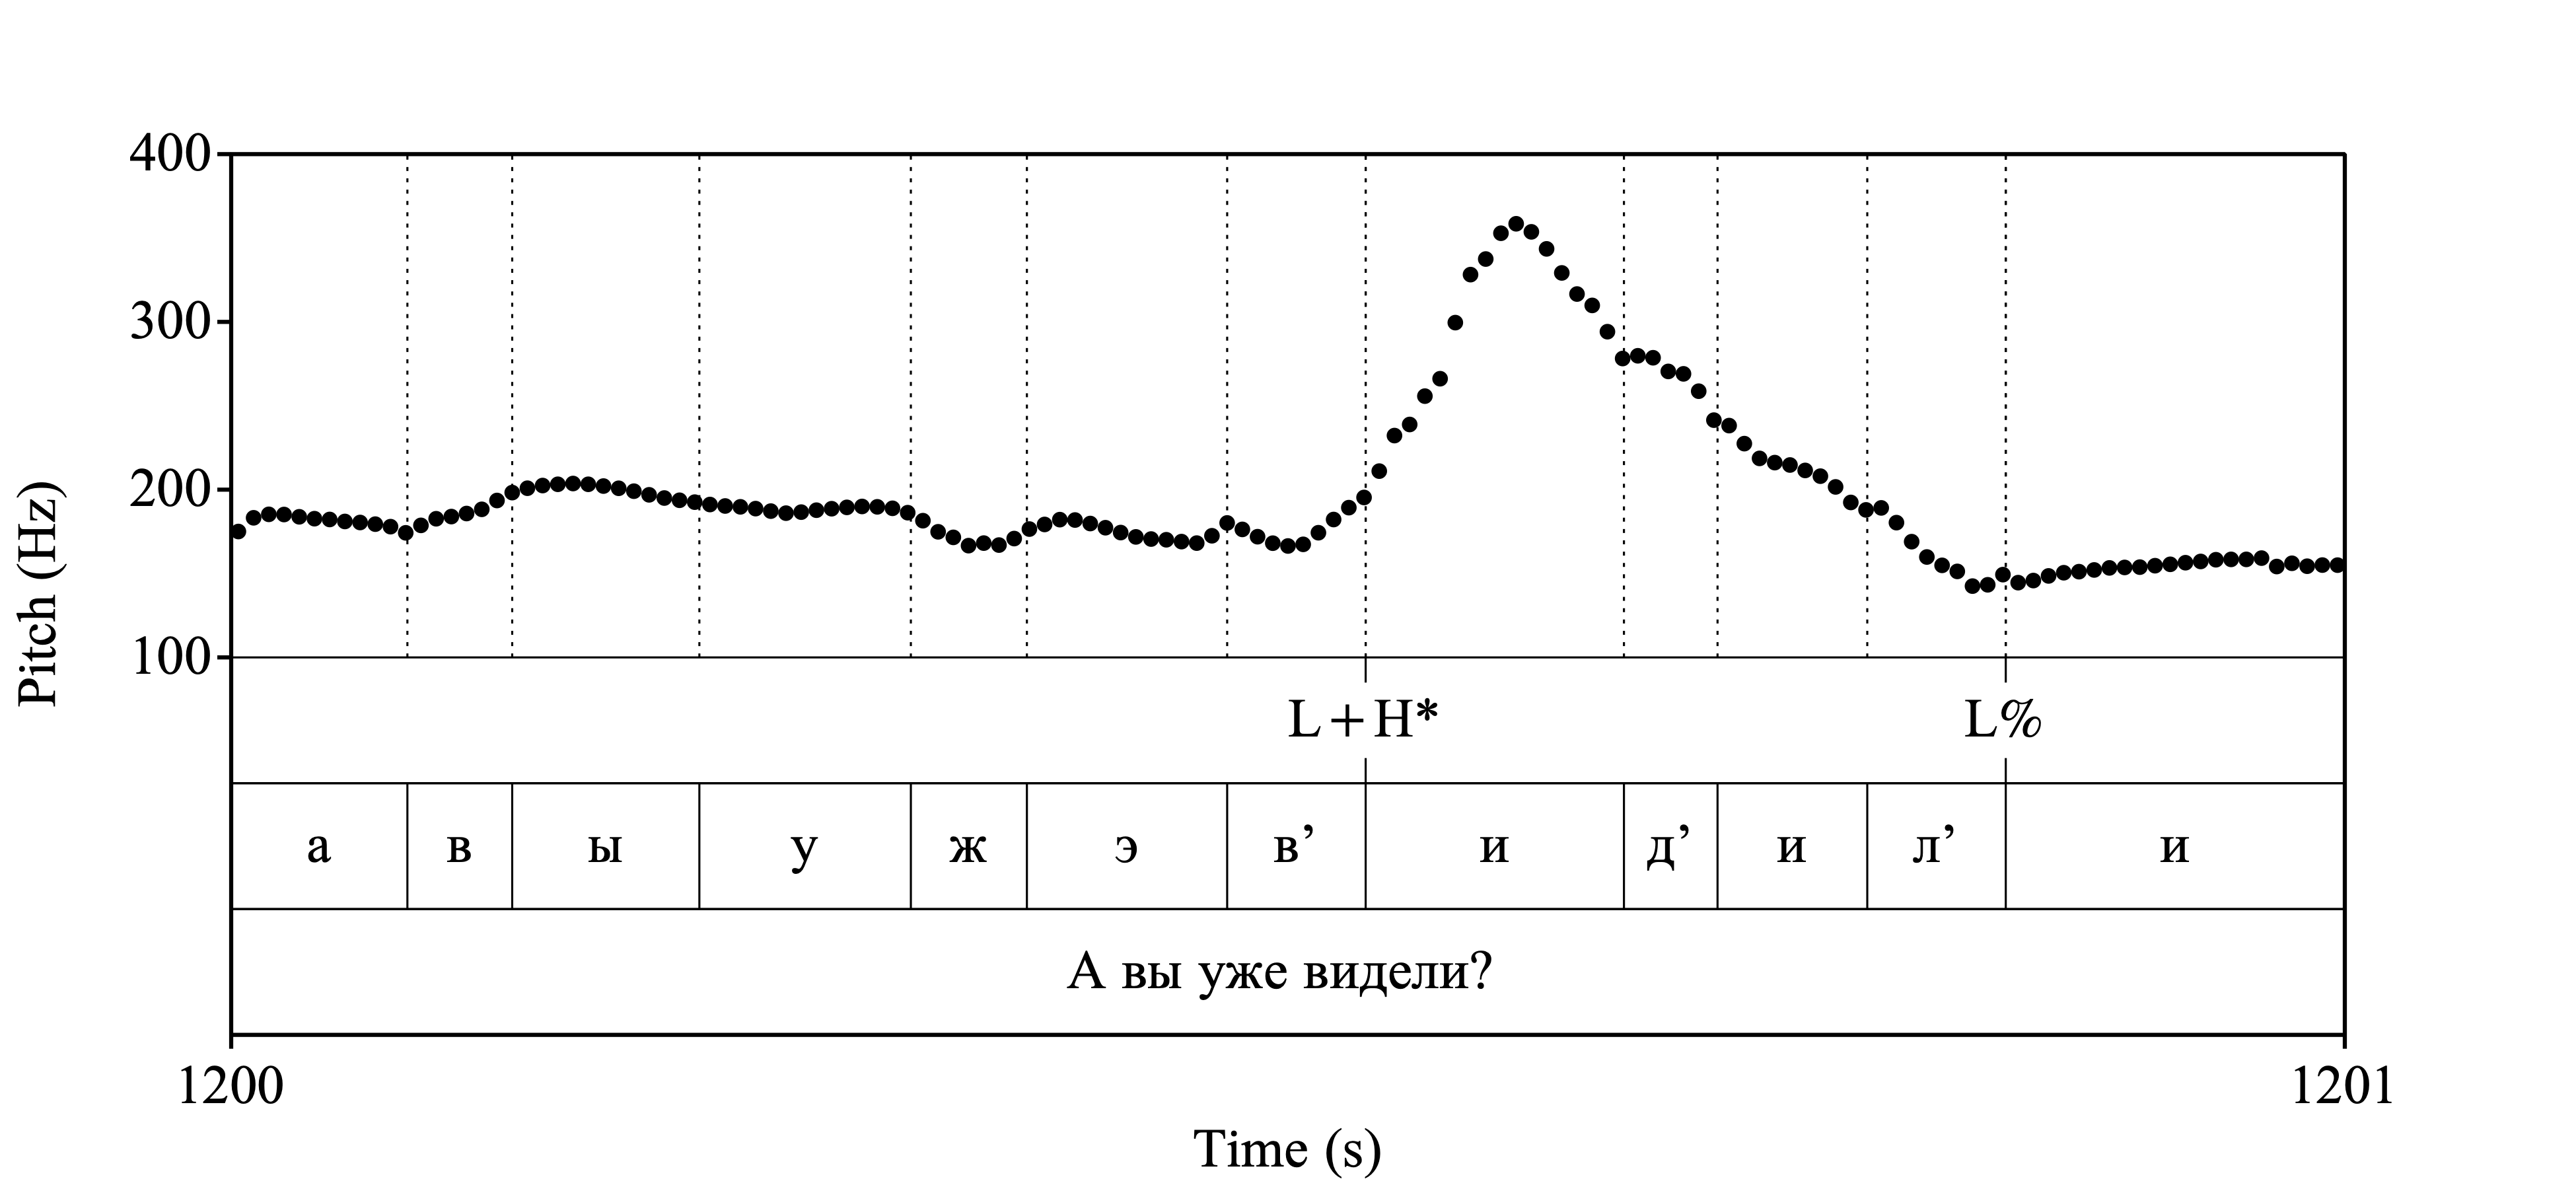 400
300
200
100
Pitch (Hz)
L+H* L%
а в ы у ж э в’ и д’ и л’ и
А вы уже видели?
1200 1201
Time (s)